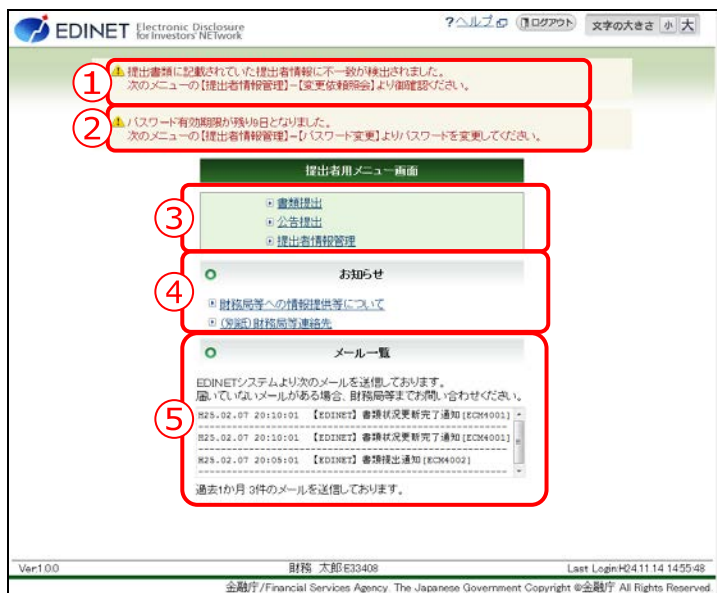 EDINET Electronic Disclosure for Investors' NETwork
?ヘルプ ログアウト 文字の大きさ 小 大
① 提出書類に記載されていた提出者情報に不一致が検出されました。
次のメニューの【提出者情報管理】-【変更依頼照会】より御確認ください。
② パスワード有効期限が残り9日となりました。
次のメニューの【提出者情報管理】-【パスワード変更】よりパスワードを変更してください。
提出者用メニュー画面
③
書類提出
公告提出
提出者情報管理
④ お知らせ
財務局等への情報提供等について
(別紙)財務局等連絡先
⑤ メール一覧
EDINETシステムより次のメールを送信しております。
届いていないメールがある場合、財務局等までお問い合わせください。
H25.02.07 20:10:01 【EDINET】書類状況更新完了通知[ECM4001]
H25.02.07 20:10:01 【EDINET】書類状況更新完了通知[ECM4001]
H25.02.07 20:05:01 【EDINET】書類提出通知[ECM4002]
過去1か月 3件のメールを送信しております。
Ver:1.0.0 財務 太郎:E33408 Last Login:H24.11.14 14:55:48
金融庁/Financial Services Agency. The Japanese Government Copyright ©金融庁 All Rights Reserved.